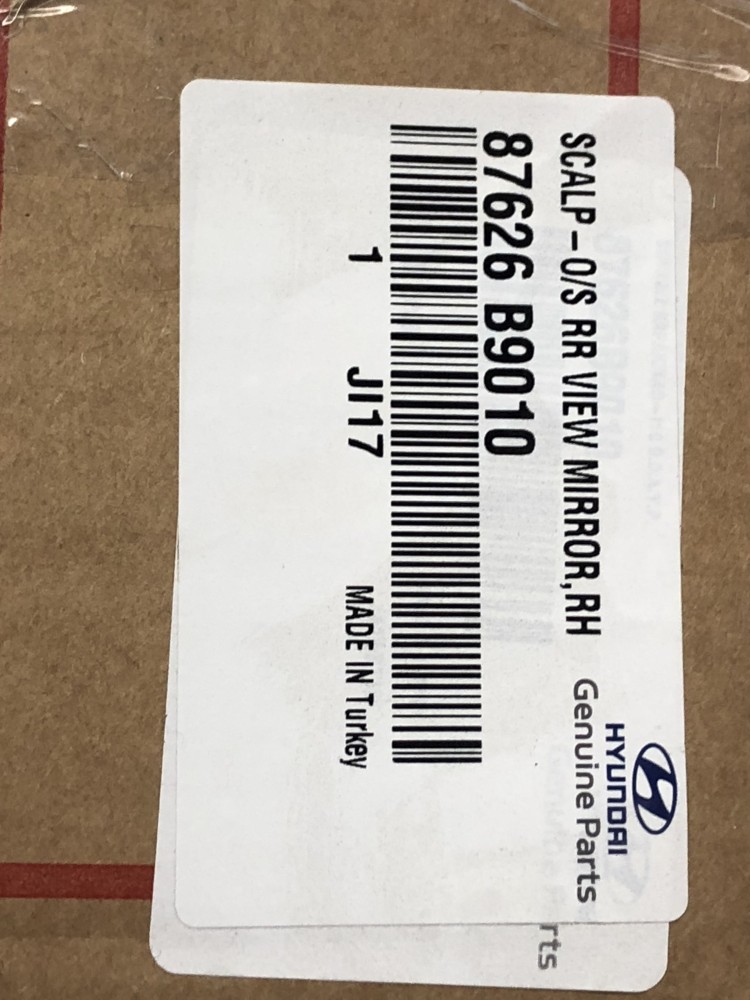 HYUNDAI
SCALP-O/S RR VIEW MIRROR,RH Genuine Parts
87626 B9010
1 JI17 MADE IN Turkey
rts